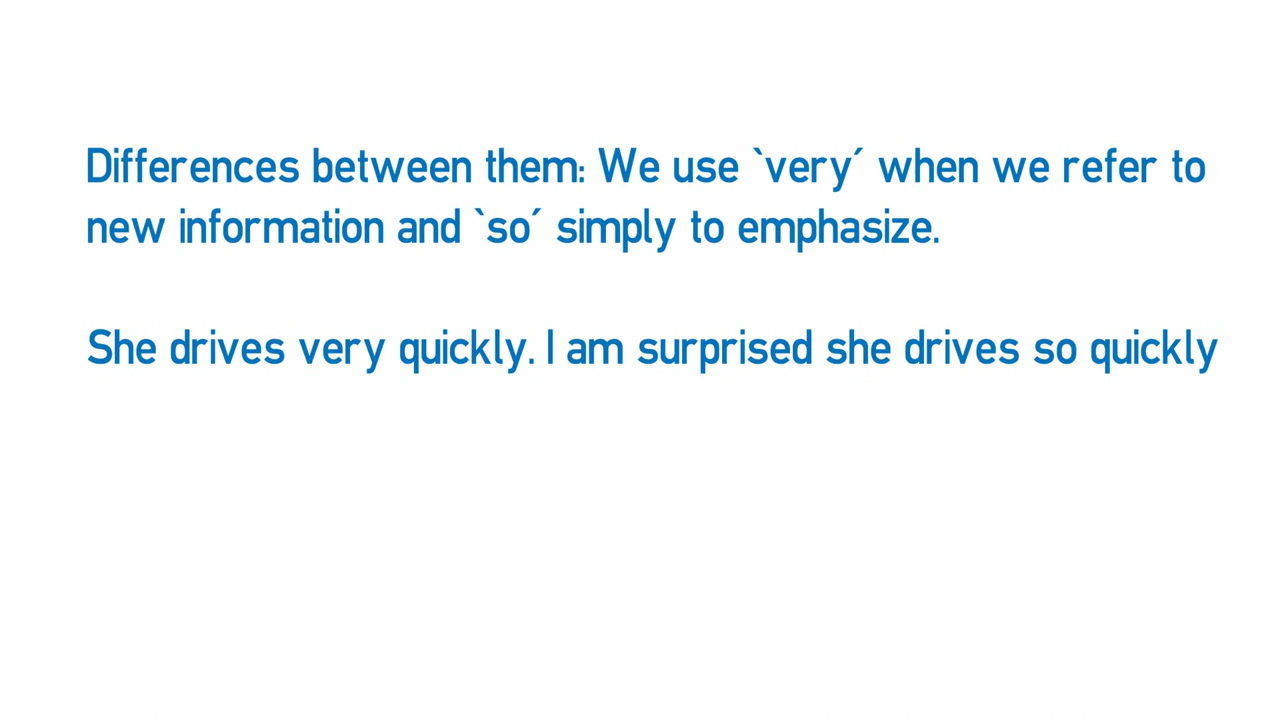 Differences between them: We use `very´ when we refer to
new information and `so´ simply to emphasize.
She drives very quickly. I am surprised she drives so quickly